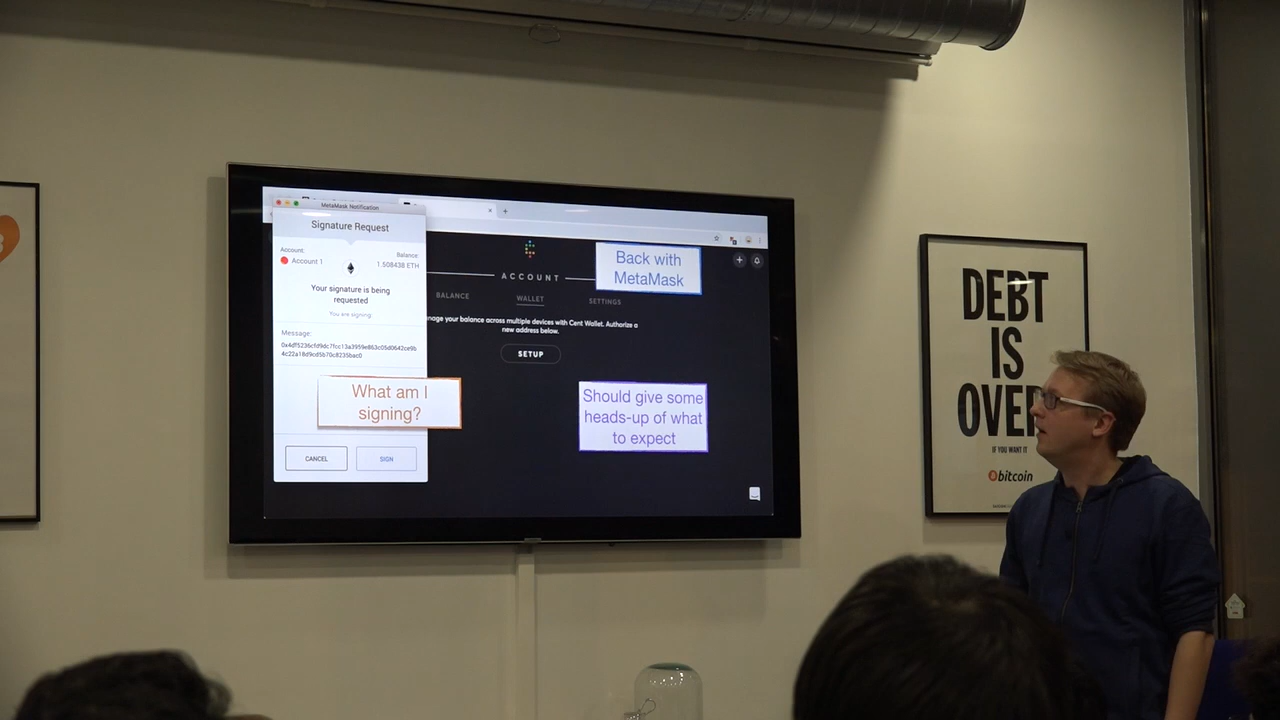 MetaMask Notification
Signature Request
Account:
Balance:
Account 1
1.508438 ETH
Your signature is being
requested
You are signing:
Message:
CANCEL
SIGN
What am I
signing?
ACCOUNT
BALANCE
WALLET
SETTINGS
your balance across multiple devices with Cent Wallet. Authorize a
new address below.
SETUP
Back with
MetaMask
Should give some
heads-up of what
to expect
DEBT
IS
OVER
IF YOU WANT IT
bitcoin